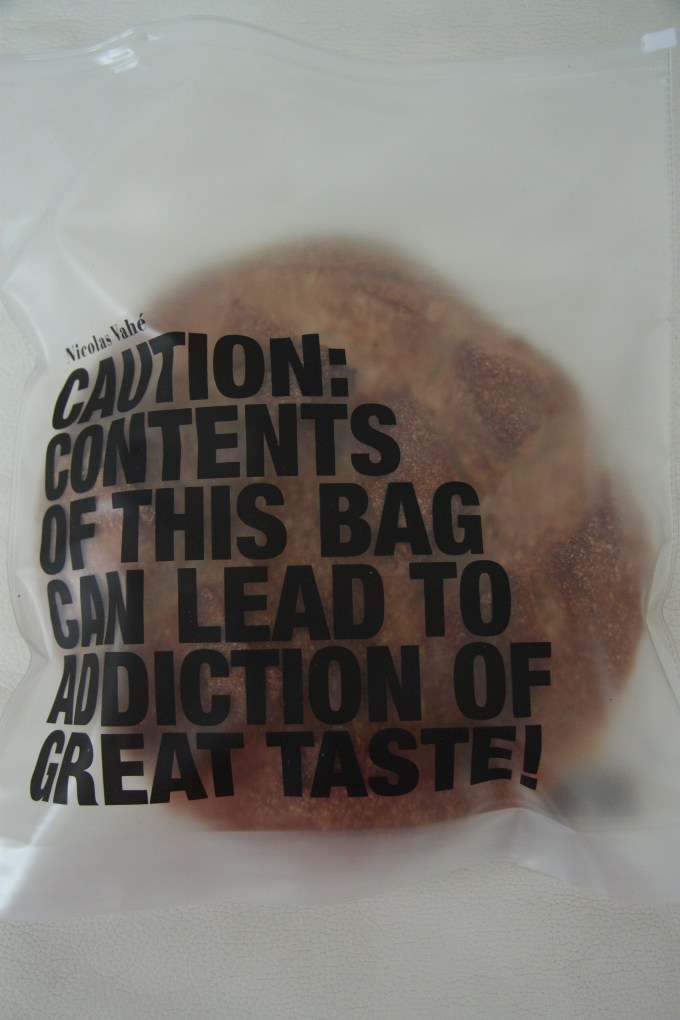 Nicolas Vahé
CAUTION:
CONTENTS
OF THIS BAG
CAN LEAD TO
ADDICTION OF
GREAT TASTE!